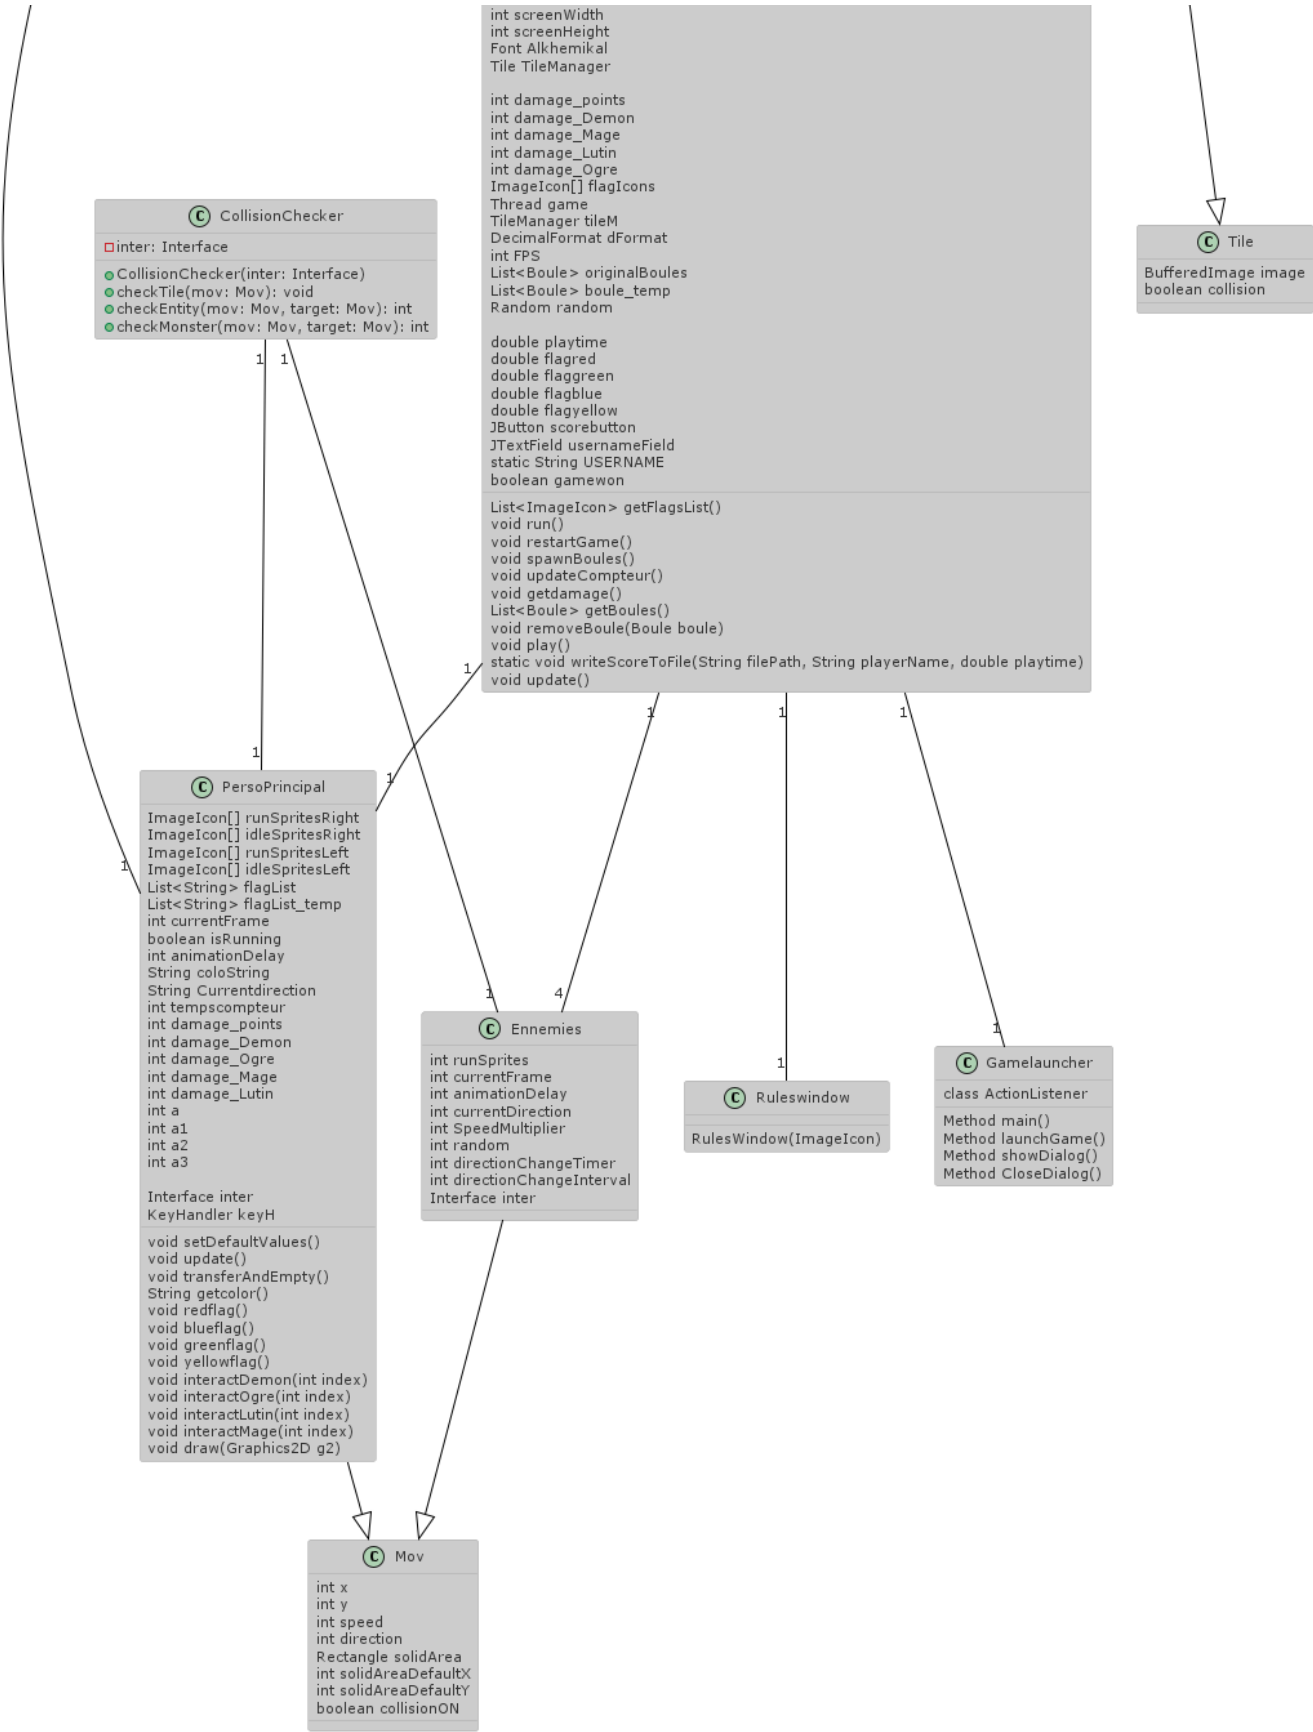 int screenWidth
int screenHeight
Font Alkhemikal
Tile TileManager
int damage_points
int damage_Demon
int damage_Mage
int damage_Lutin
int damage_Ogre
ImageIcon[] flagIcons
Thread game
TileManager tileM
DecimalFormat dFormat
int FPS
List<Boule> originalBoules
List<Boule> boule_temp
Random random
double playtime
double flagred
double flaggreen
double flagblue
double flagyellow
JButton scorebutton
JTextField usernameField
static String USERNAME
boolean gamewon
List<ImageIcon> getFlagsList()
void run()
void restartGame()
void spawnBoules()
void updateCompteur()
void getdamage()
List<Boule> getBoules()
void removeBoule(Boule boule)
void play()
static void writeScoreToFile(String filePath, String playerName, double playtime)
void update()
C CollisionChecker
inter: Interface
CollisionChecker(inter: Interface)
checkTile(mov: Mov): void
checkEntity(mov: Mov, target: Mov): int
checkMonster(mov: Mov, target: Mov): int
C Tile
BufferedImage image
boolean collision
1 1
1
1 1 1
1
1
1
C PersoPrincipal
ImageIcon[] runSpritesRight
ImageIcon[] idleSpritesRight
ImageIcon[] runSpritesLeft
ImageIcon[] idleSpritesLeft
List<String> flagList
List<String> flagList_temp
int currentFrame
boolean isRunning
int animationDelay
String coloString
String Currentdirection
int tempscompteur
int damage_points
int damage_Demon
int damage_Ogre
int damage_Mage
int damage_Lutin
int a
int a1
int a2
int a3
Interface inter
KeyHandler keyH
void setDefaultValues()
void update()
void transferAndEmpty()
String getcolor()
void redflag()
void blueflag()
void greenflag()
void yellowflag()
void interactDemon(int index)
void interactOgre(int index)
void interactLutin(int index)
void interactMage(int index)
void draw(Graphics2D g2)
1 4
C Ennemies
int runSprites
int currentFrame
int animationDelay
int currentDirection
int SpeedMultiplier
int random
int directionChangeTimer
int directionChangeInterval
Interface inter
1
C Ruleswindow
RulesWindow(ImageIcon)
1
C Gamelauncher
class ActionListener
Method main()
Method launchGame()
Method showDialog()
Method CloseDialog()
C Mov
int x
int y
int speed
int direction
Rectangle solidArea
int solidAreaDefaultX
int solidAreaDefaultY
boolean collisionON